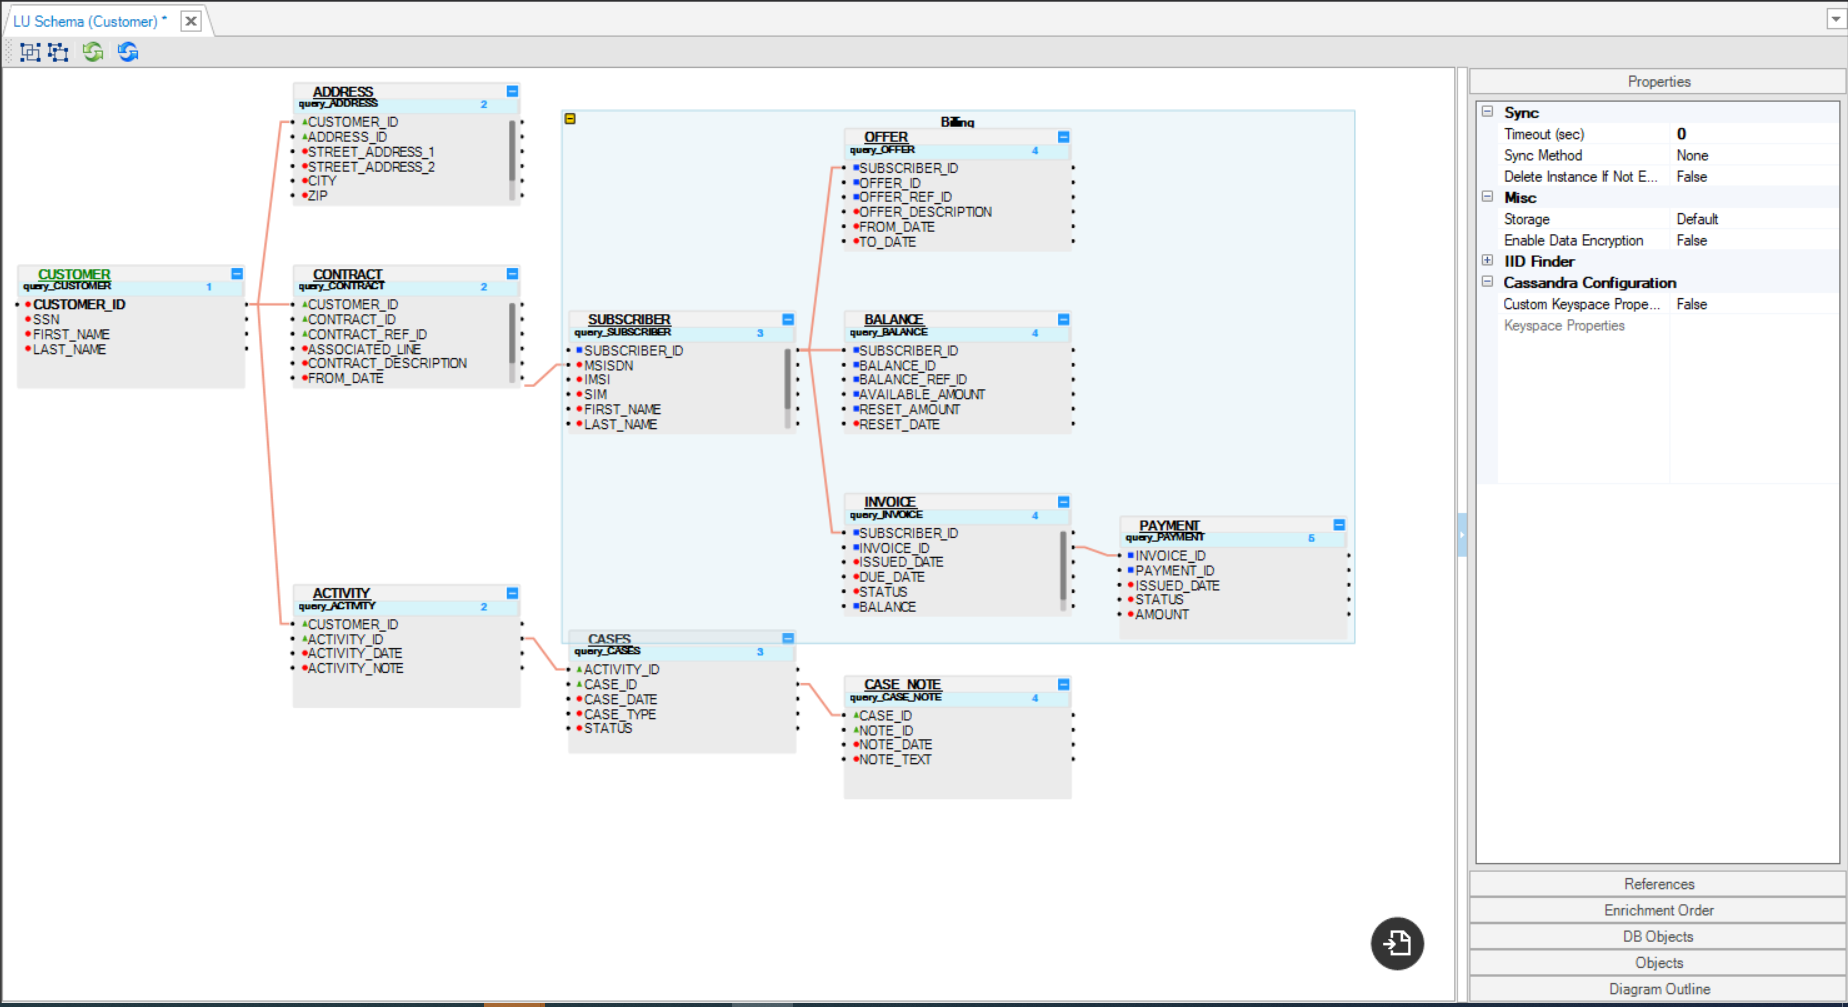 LU Schema (Customer) *
ADDRESS
query_ADDRESS 2
CUSTOMER_ID
ADDRESS_ID
STREET_ADDRESS_1
STREET_ADDRESS_2
CITY
ZIP
CUSTOMER
query_CUSTOMER 1
CUSTOMER_ID
SSN
FIRST_NAME
LAST_NAME
CONTRACT
query_CONTRACT 2
CUSTOMER_ID
CONTRACT_ID
CONTRACT_REF_ID
ASSOCIATED_LINE
CONTRACT_DESCRIPTION
FROM_DATE
ACTIVITY
query_ACTIVITY 2
CUSTOMER_ID
ACTIVITY_ID
ACTIVITY_DATE
ACTIVITY_NOTE
SUBSCRIBER
query_SUBSCRIBER 3
SUBSCRIBER_ID
MSISDN
IMSI
SIM
FIRST_NAME
LAST_NAME
CASES
query_CASES 3
ACTIVITY_ID
CASE_ID
CASE_DATE
CASE_TYPE
STATUS
OFFER
query_OFFER 4
SUBSCRIBER_ID
OFFER_ID
OFFER_REF_ID
OFFER_DESCRIPTION
FROM_DATE
TO_DATE
BALANCE
query_BALANCE 4
SUBSCRIBER_ID
BALANCE_ID
BALANCE_REF_ID
AVAILABLE_AMOUNT
RESET_AMOUNT
RESET_DATE
INVOICE
query_INVOICE 4
SUBSCRIBER_ID
INVOICE_ID
ISSUED_DATE
DUE_DATE
STATUS
BALANCE
CASE_NOTE
query_CASE_NOTE 4
CASE_ID
NOTE_ID
NOTE_DATE
NOTE_TEXT
PAYMENT
query_PAYMENT 5
INVOICE_ID
PAYMENT_ID
ISSUED_DATE
STATUS
AMOUNT
Properties
Sync
Timeout (sec) 0
Sync Method None
Delete Instance If Not E... False
Misc
Storage Default
Enable Data Encryption False
IID Finder
Cassandra Configuration
Custom Keyspace Prope... False
Keyspace Properties
References
Enrichment Order
DB Objects
Objects
Diagram Outline